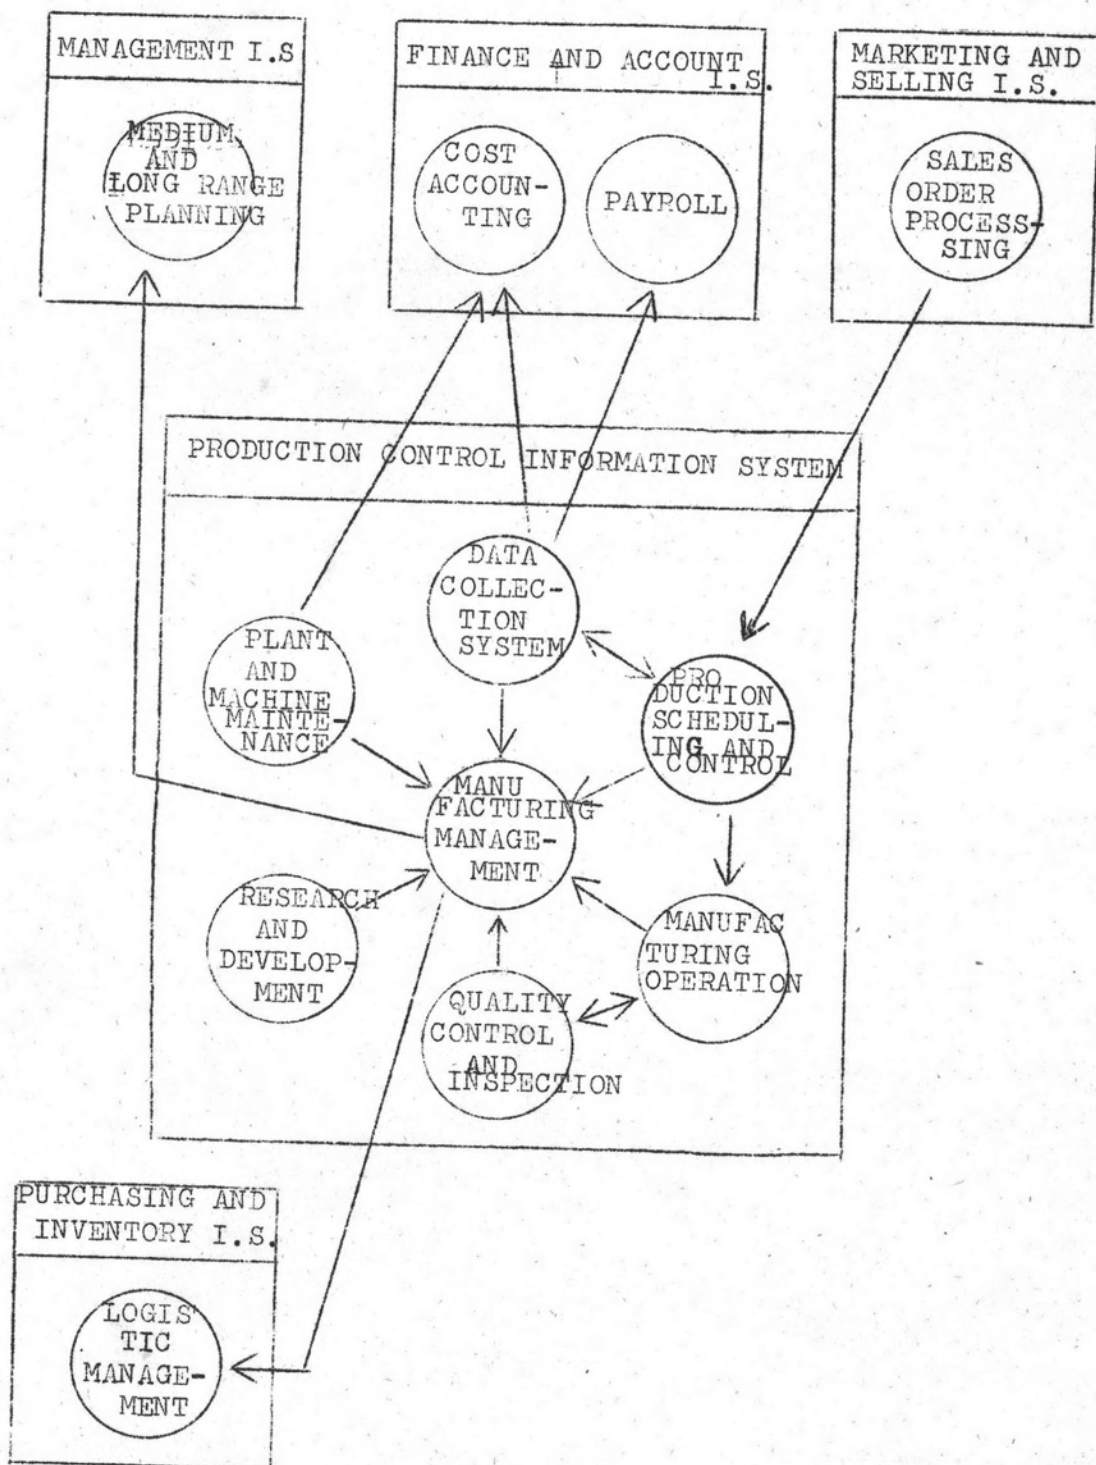 MANAGEMENT I.S
MEDIUM,
AND
LONG RANGE
PLANNING
FINANCE AND ACCOUNT
I.S.
COST
ACCOUN-
TING
PAYROLL
MARKETING AND
SELLING I.S.
SALES
ORDER
PROCESS-
SING
PRODUCTION CONTROL INFORMATION SYSTEM
DATA
COLLEC-
TION
SYSTEM
PLANT
AND
MACHINE
MAINTE-
NANCE
PRO
DUCTION
SCHEDUL-
ING AND
CONTROL
MANU
FACTURING
MANAGE-
MENT
RESEARCH
AND
DEVELOP-
MENT
MANUFAC
TURING
OPERATION
QUALITY
CONTROL
AND
INSPECTION
PURCHASING AND
INVENTORY I.S.
LOGIS
TIC
MANAGE-
MENT